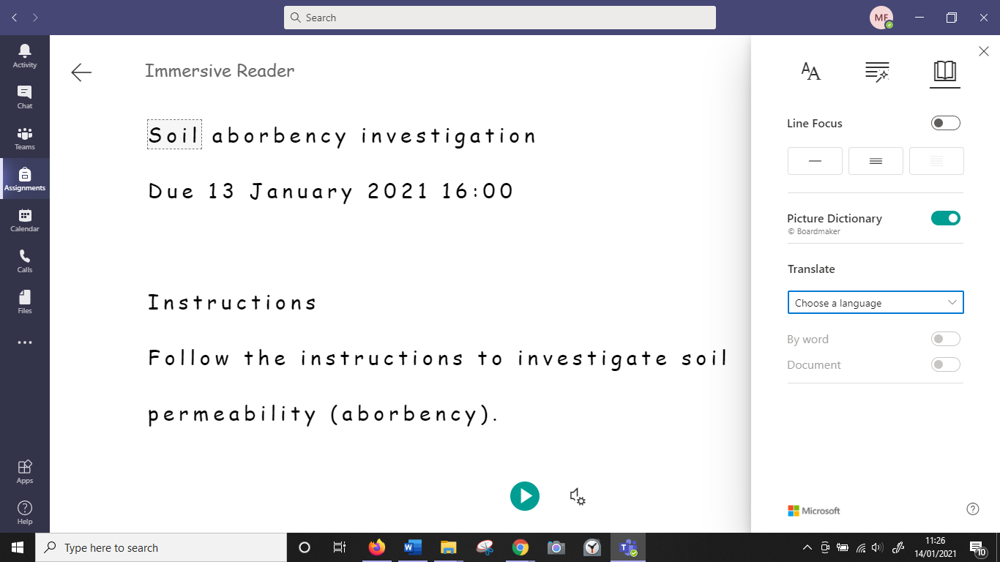 Search
MF
Activity
Chat
Teams
Assignments
Calendar
Calls
Files
Apps
Help
Immersive Reader
Soil aborbency investigation
Due 13 January 2021 16:00
Instructions
Follow the instructions to investigate soil
permeability (aborbency).
Line Focus
Picture Dictionary
© Boardmaker
Translate
Choose a language
By word
Document
Microsoft
Type here to search
11:26
14/01/2021
10